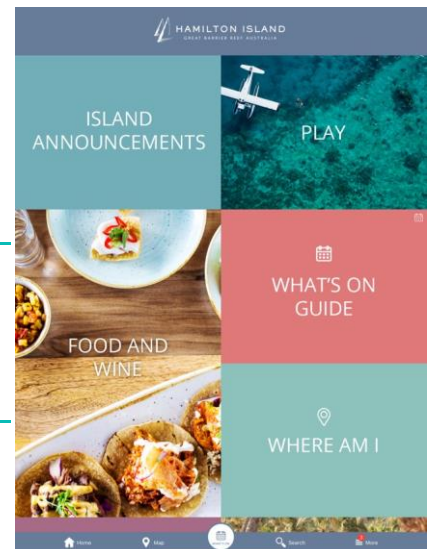 HAMILTON ISLAND
GREAT BARRIER REEF AUSTRALIA
ISLAND
ANNOUNCEMENTS
PLAY
WHAT'S ON
GUIDE
FOOD AND
WINE
WHERE AM I
Home
Map
Search
More